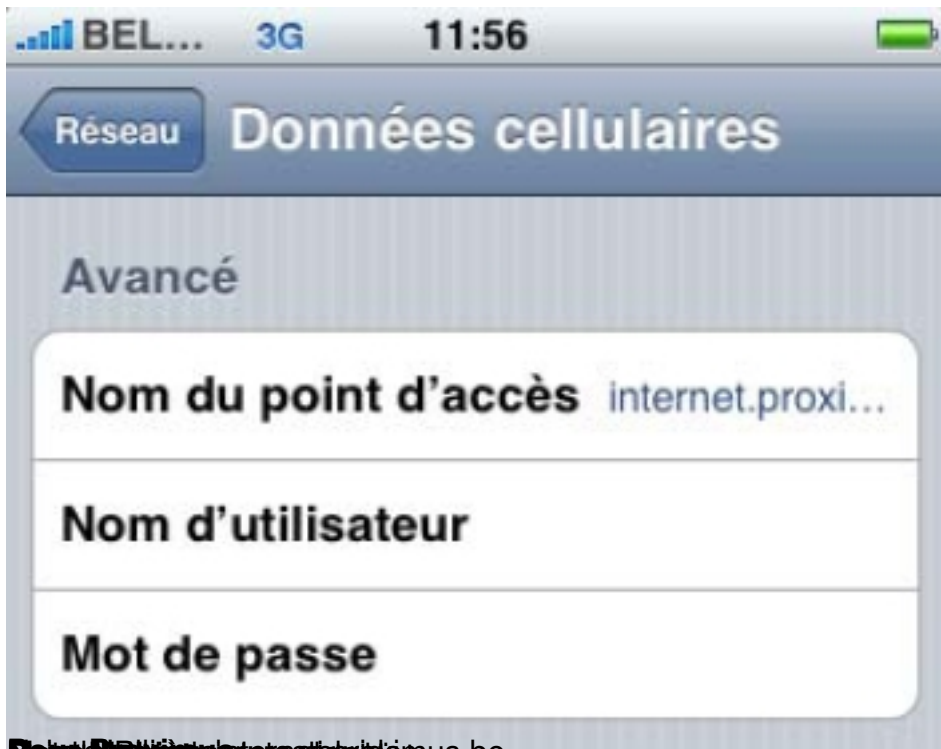 BEL... 3G 11:56
Réseau Données cellulaires
Avancé
Nom du point d'accès internet.proxi...
Nom d'utilisateur
Mot de passe